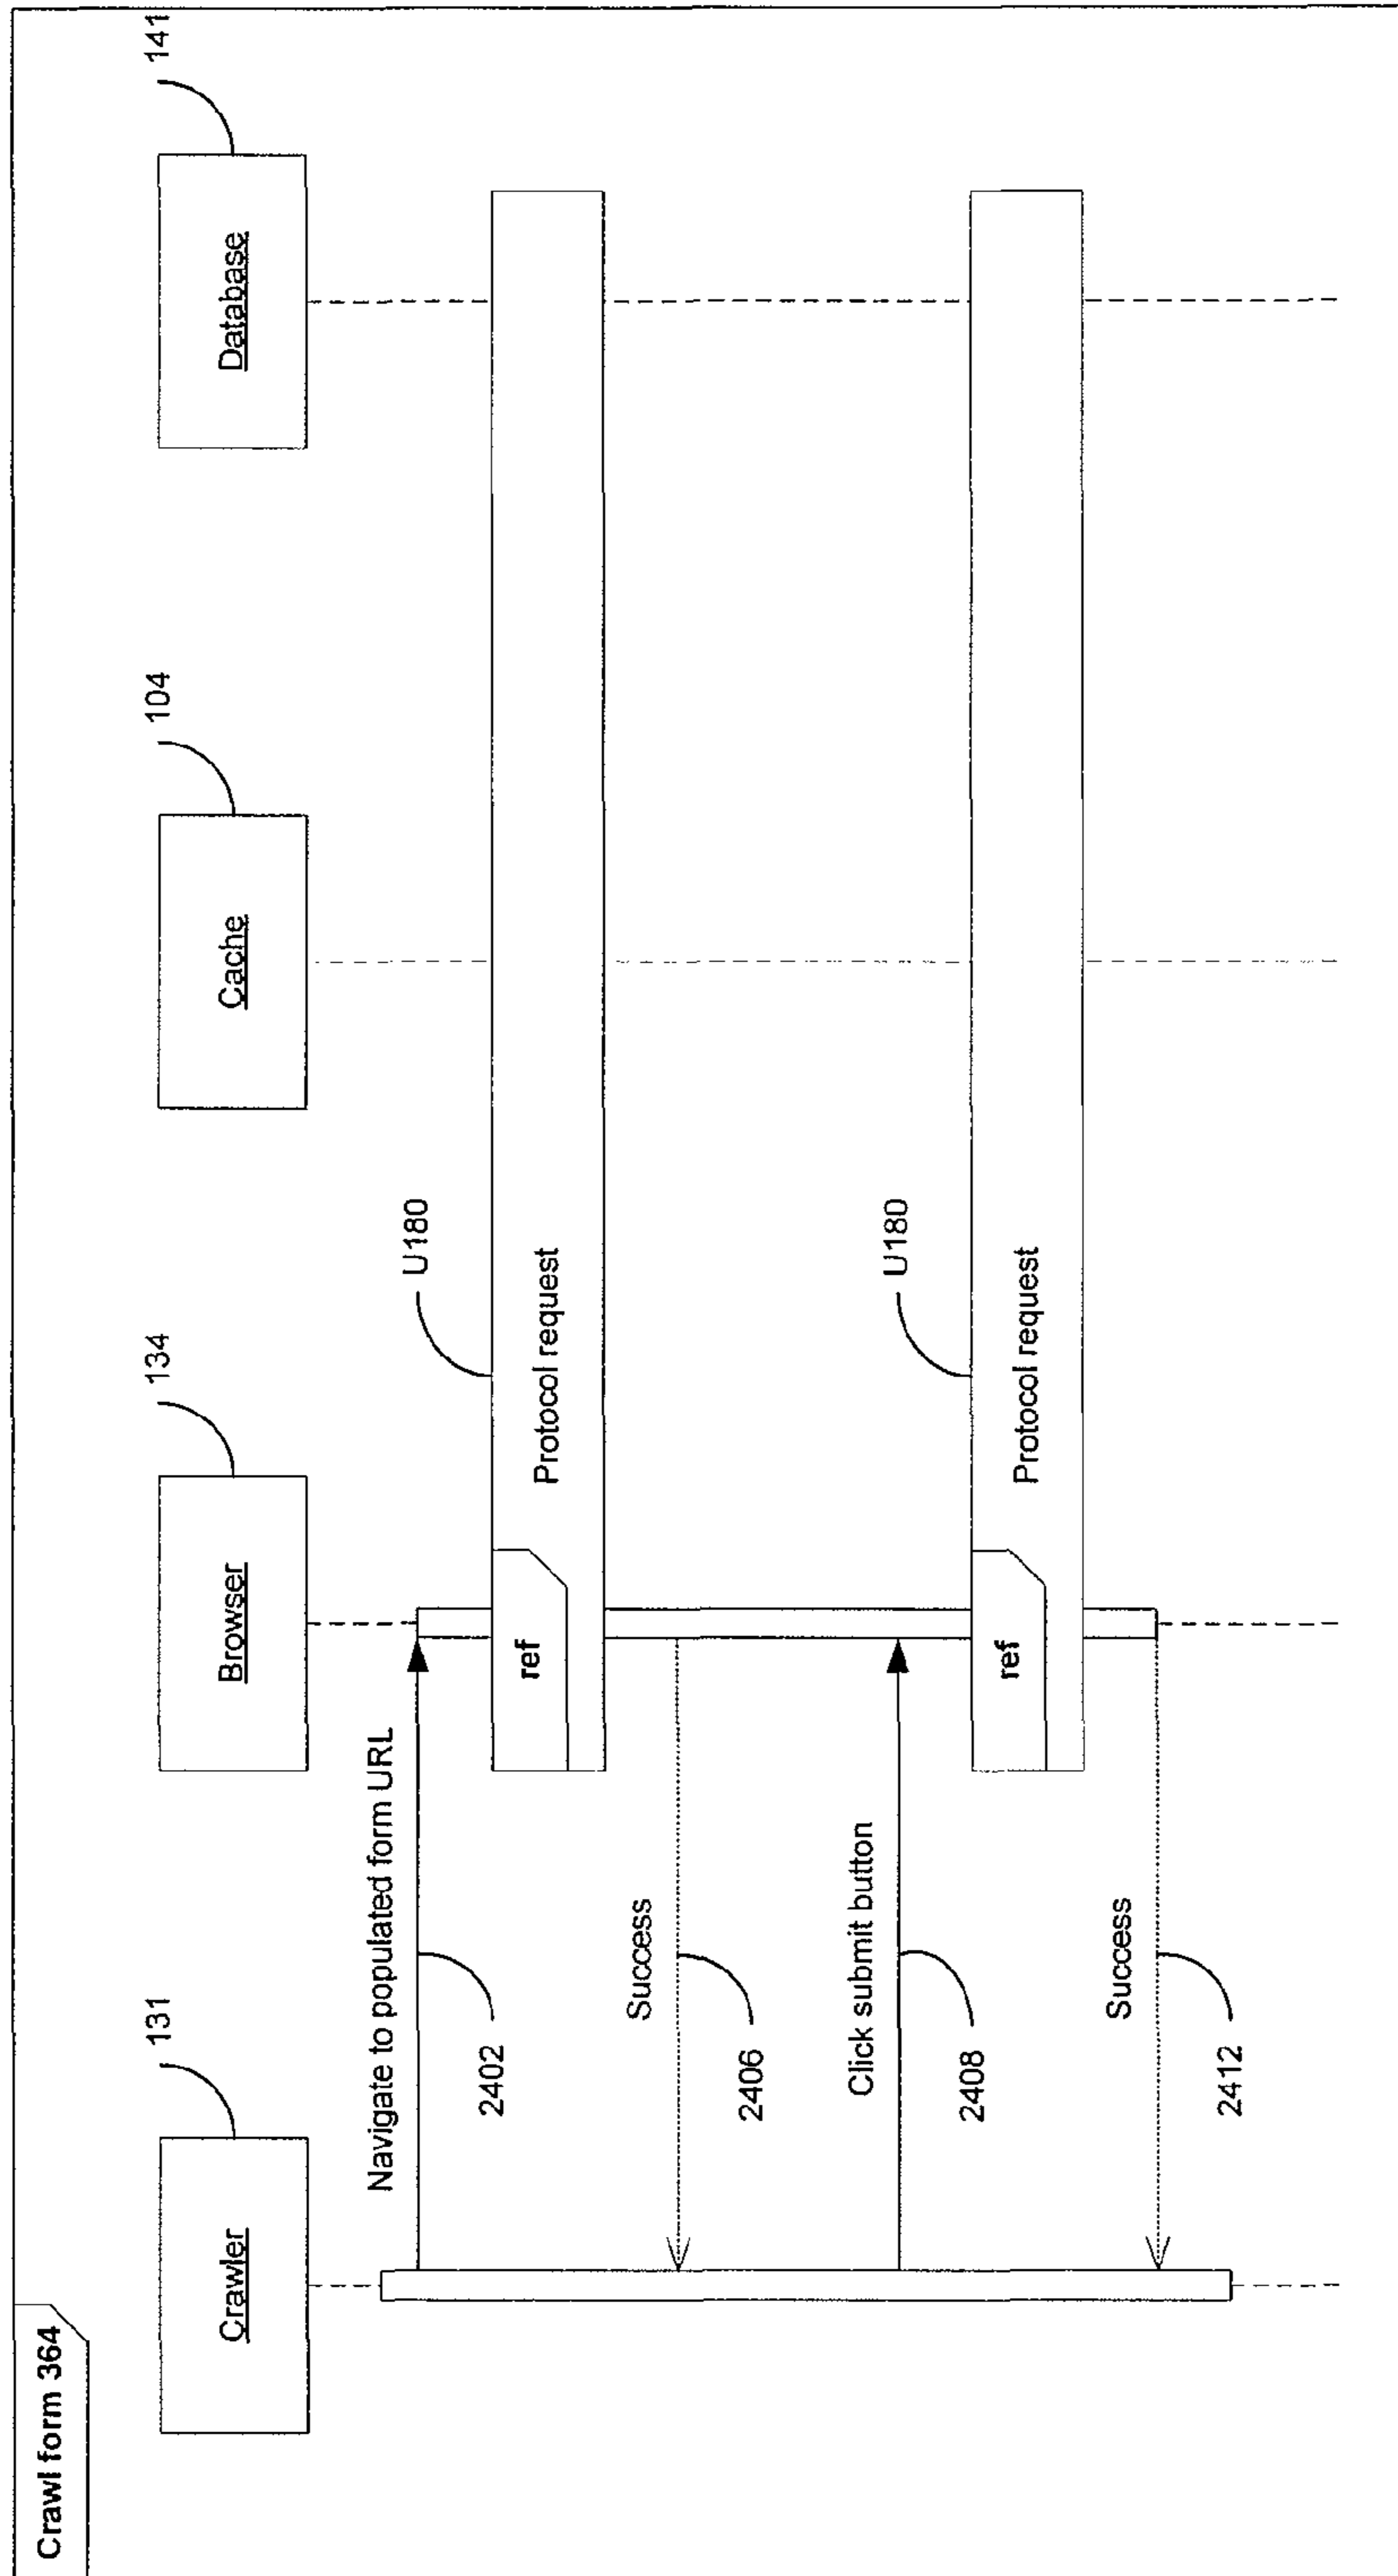 Crawl form 364
131
134
104
141
Crawler
Browser
Cache
Database
Navigate to populated form URL
2402
U180
ref
Protocol request
Success
2406
Click submit button
2408
U180
ref
Protocol request
Success
2412